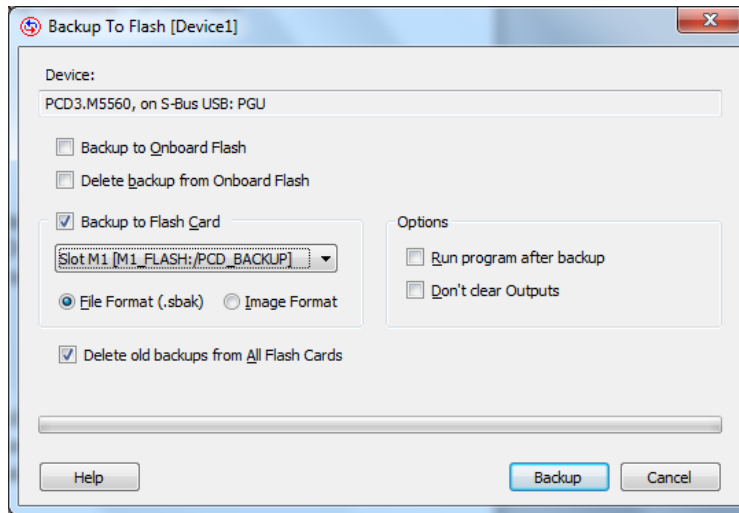 Backup To Flash [Device1]
Device:
PCD3.M5560, on S-Bus USB: PGU
Backup to Onboard Flash
Delete backup from Onboard Flash
Backup to Flash Card
Slot M1 [M1_FLASH:/PCD_BACKUP]
File Format (.sbak) Image Format
Options
Run program after backup
Don't clear Outputs
Delete old backups from All Flash Cards
Help Backup Cancel